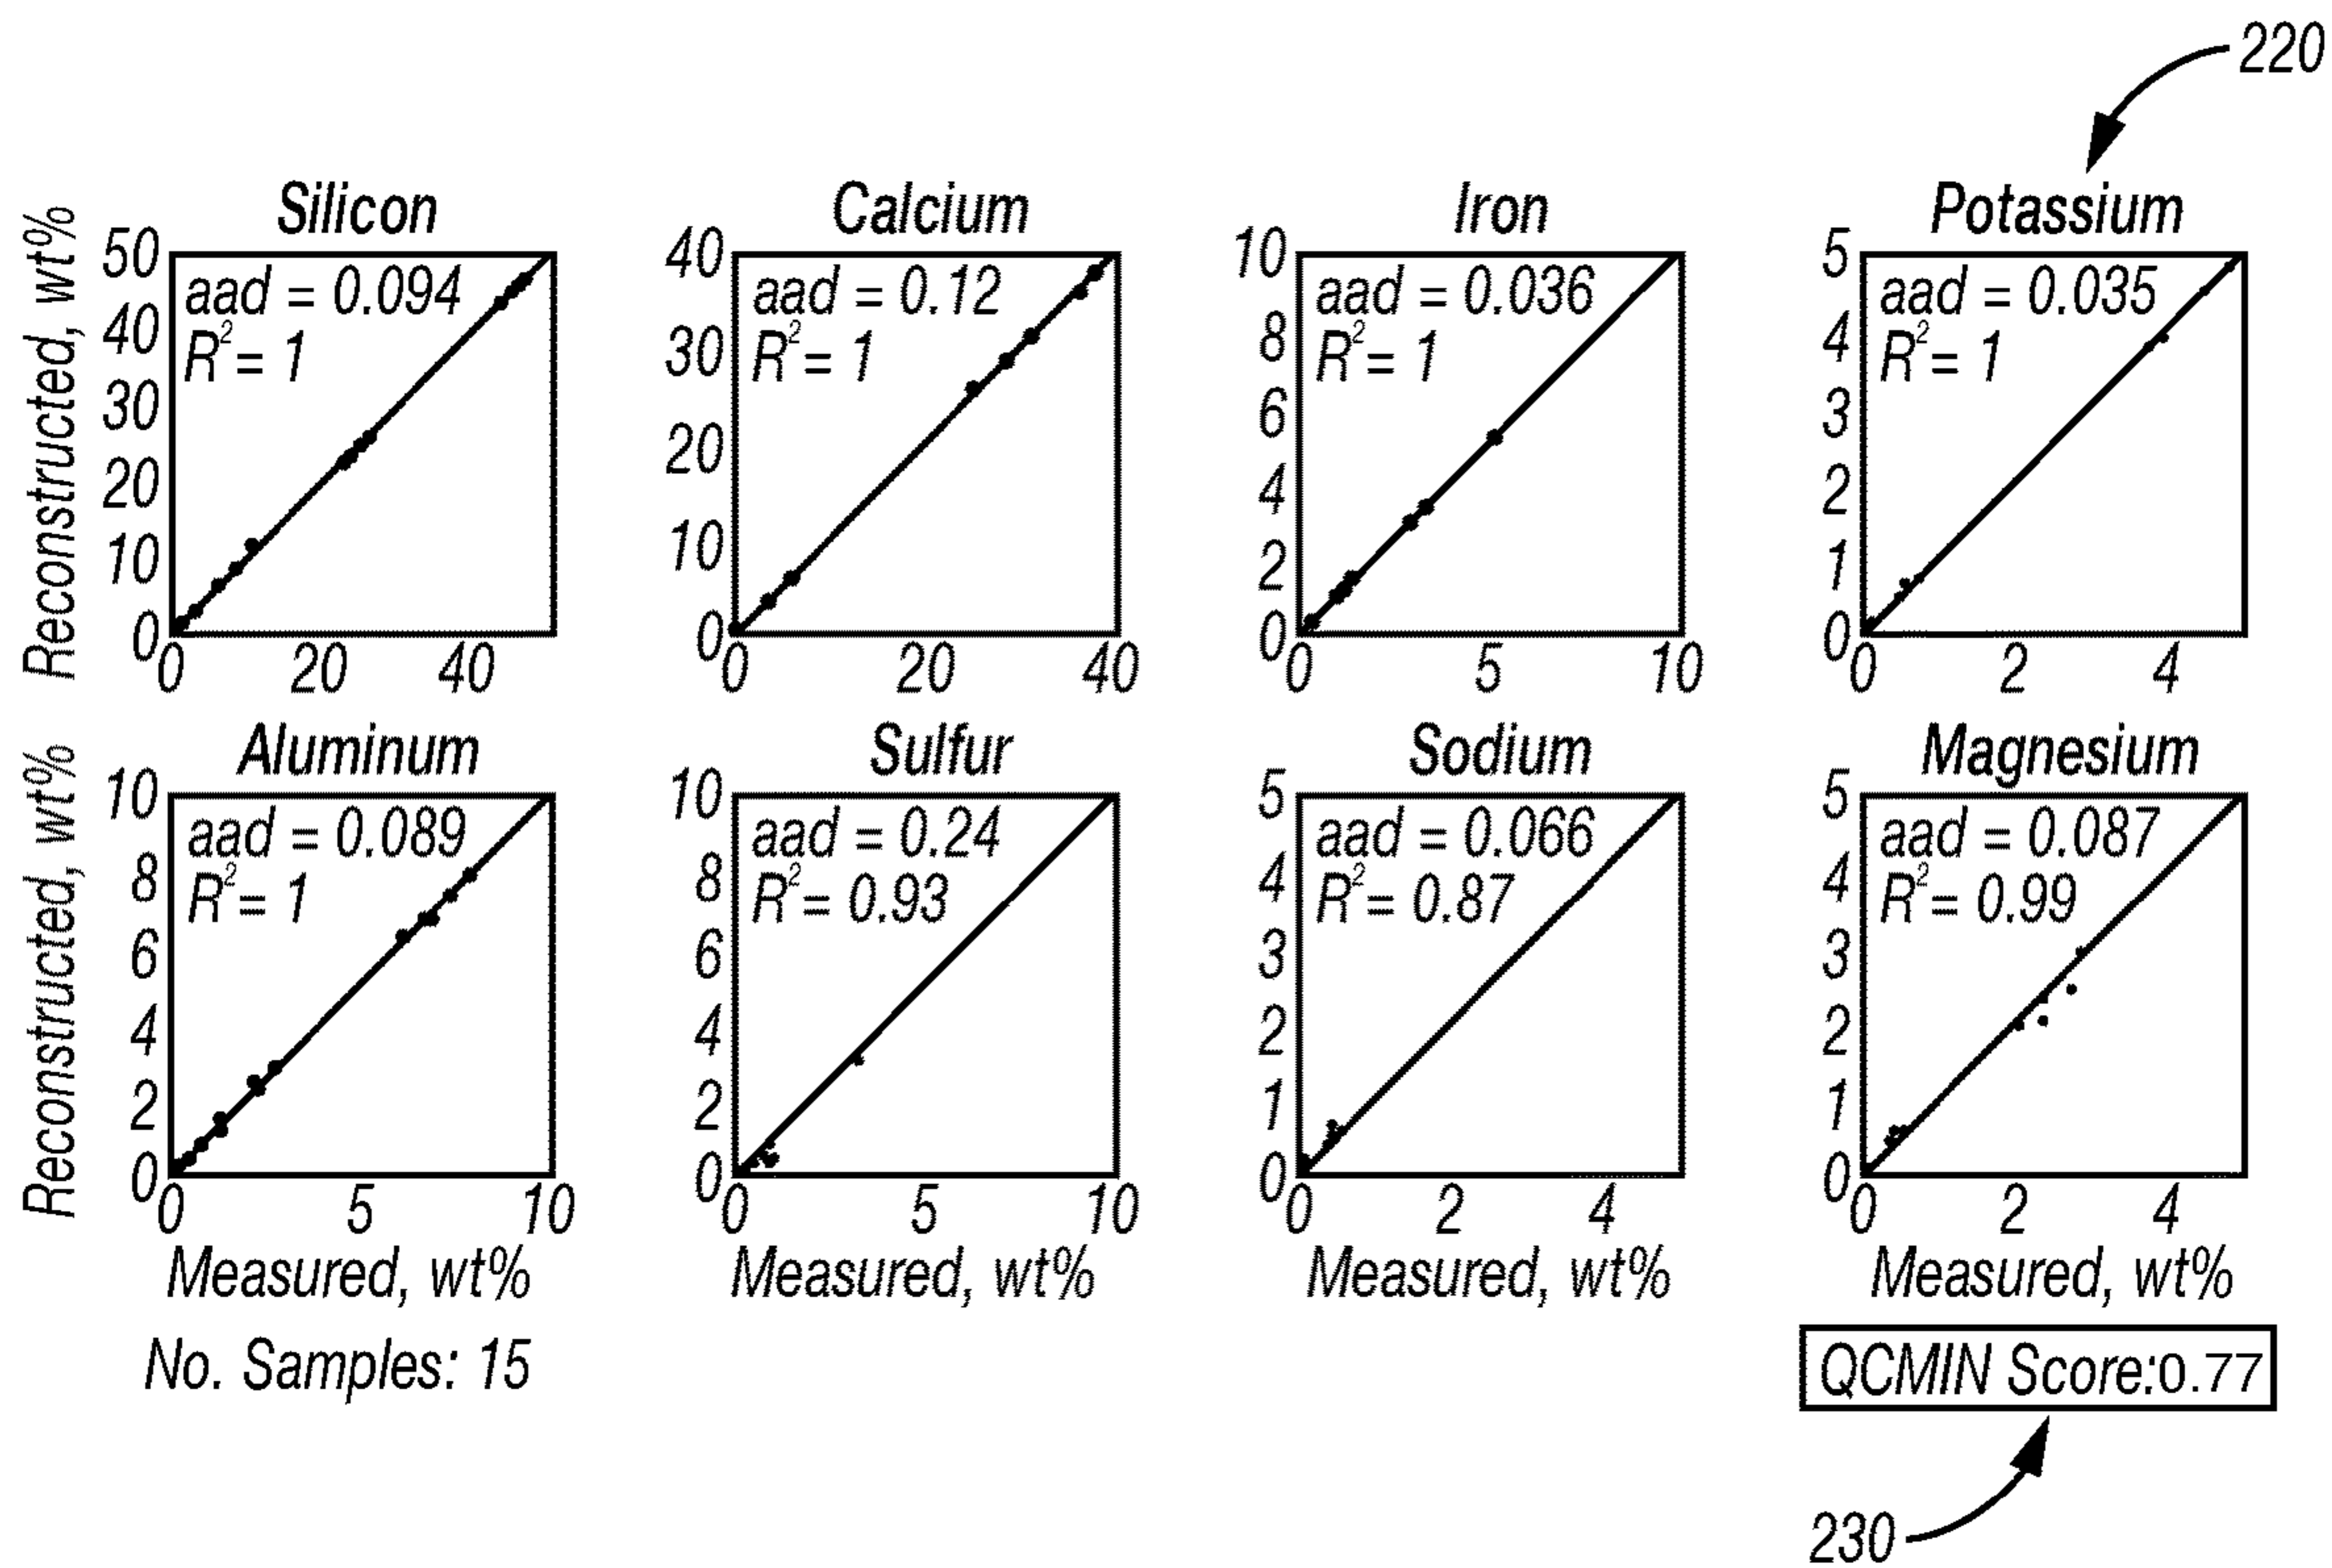 220
Silicon
Calcium
Iron
Potassium
Reconstructed, wt%
50
40
30
20
10
0
aad = 0.094
R² = 1
0 20 40
40
30
20
10
0
aad = 0.12
R² = 1
0 20 40
10
8
6
4
2
0
aad = 0.036
R² = 1
0 5 10
5
4
3
2
1
0
aad = 0.035
R² = 1
0 2 4
Aluminum
Sulfur
Sodium
Magnesium
Reconstructed, wt%
10
8
6
4
2
0
aad = 0.089
R² = 1
0 5 10
10
8
6
4
2
0
aad = 0.24
R² = 0.93
0 5 10
5
4
3
2
1
0
aad = 0.066
R² = 0.87
0 2 4
5
4
3
2
1
0
aad = 0.087
R² = 0.99
0 2 4
Measured, wt%
Measured, wt%
Measured, wt%
Measured, wt%
No. Samples: 15
QCMIN Score:0.77
230